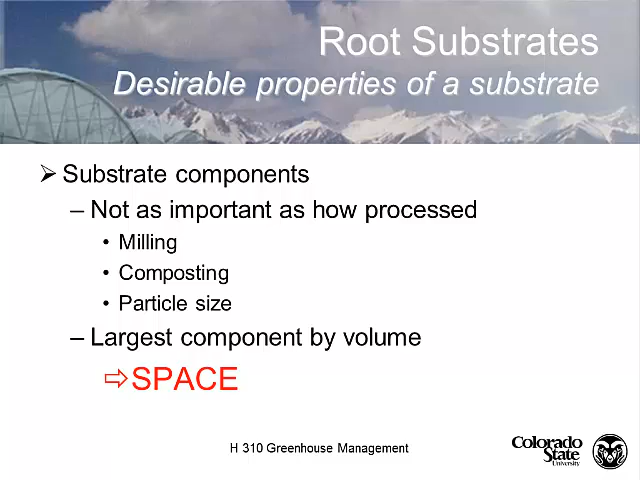 Root Substrates
Desirable properties of a substrate
➢ Substrate components
– Not as important as how processed
• Milling
• Composting
• Particle size
– Largest component by volume
⇨SPACE
H 310 Greenhouse Management
Colorado
State
University